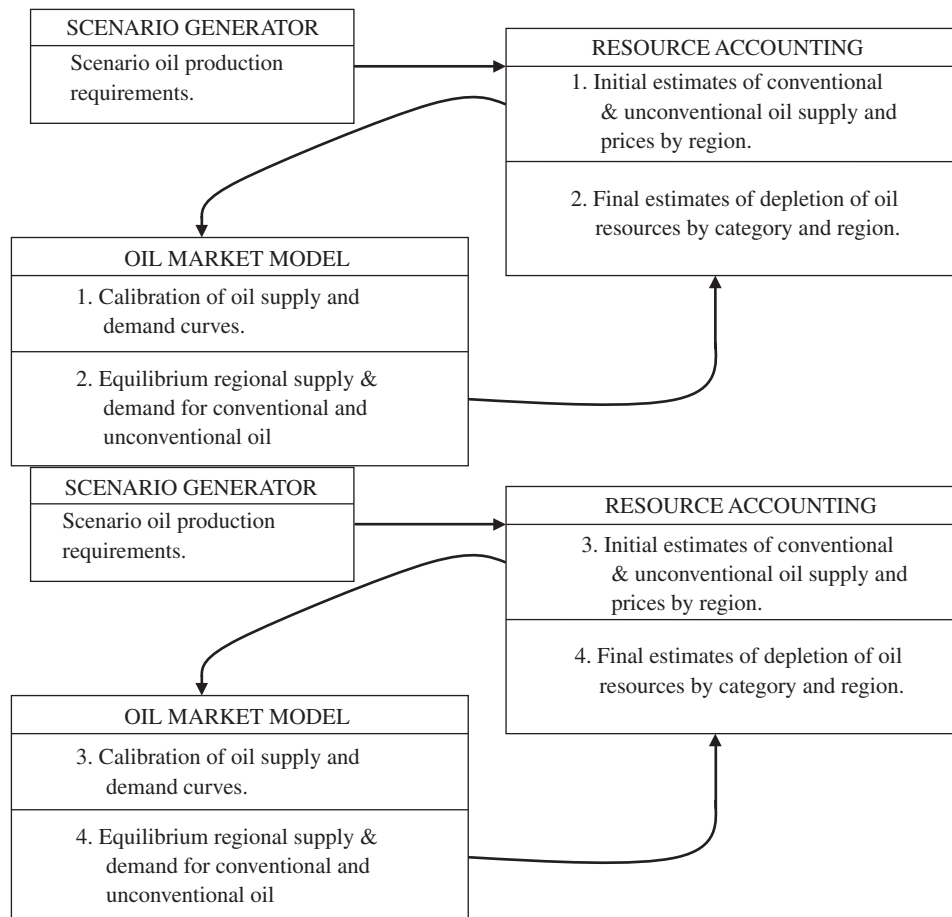 SCENARIO GENERATOR
Scenario oil production
requirements.
RESOURCE ACCOUNTING
1. Initial estimates of conventional
& unconventional oil supply and
prices by region.
2. Final estimates of depletion of oil
resources by category and region.
OIL MARKET MODEL
1. Calibration of oil supply and
demand curves.
2. Equilibrium regional supply &
demand for conventional and
unconventional oil
SCENARIO GENERATOR
Scenario oil production
requirements.
RESOURCE ACCOUNTING
3. Initial estimates of conventional
& unconventional oil supply and
prices by region.
4. Final estimates of depletion of oil
resources by category and region.
OIL MARKET MODEL
3. Calibration of oil supply and
demand curves.
4. Equilibrium regional supply &
demand for conventional and
unconventional oil